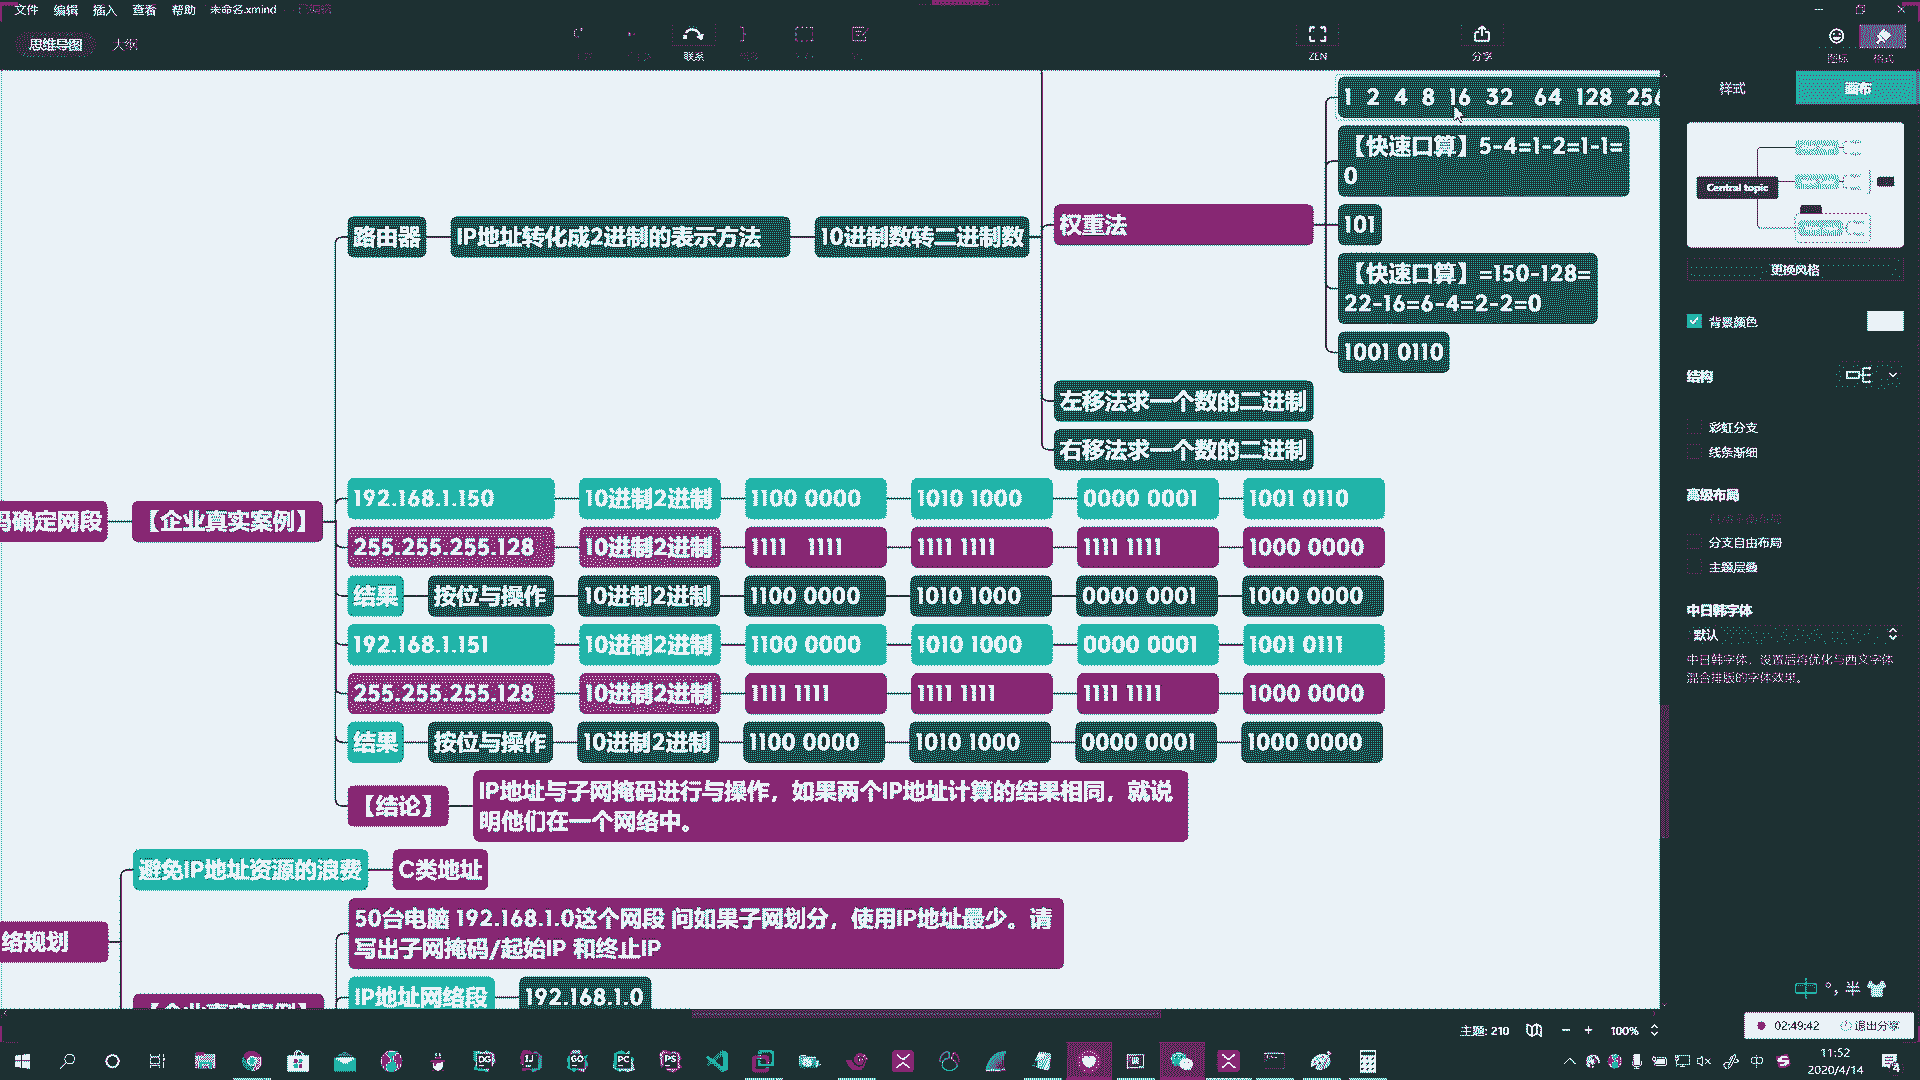 文件 编辑 插入 查看 帮助 未命名.xmind
思维导图 大纲 联系 ZEN 分享 图标 格式
样式 画布
1 2 4 8 16 32 64 128 256
【快速口算】5-4=1-2=1-1=
0
路由器 IP地址转化成2进制的表示方法 10进制数转二进制数 权重法 101
【快速口算】=150-128=
22-16=6-4=2-2=0
1001 0110
左移法求一个数的二进制
右移法求一个数的二进制
192.168.1.150 10进制2进制 1100 0000 1010 1000 0000 0001 1001 0110
码确定网段 【企业真实案例】
255.255.255.128 10进制2进制 1111 1111 1111 1111 1111 1111 1000 0000
结果 按位与操作 10进制2进制 1100 0000 1010 1000 0000 0001 1000 0000
192.168.1.151 10进制2进制 1100 0000 1010 1000 0000 0001 1001 0111
255.255.255.128 10进制2进制 1111 1111 1111 1111 1111 1111 1000 0000
结果 按位与操作 10进制2进制 1100 0000 1010 1000 0000 0001 1000 0000
【结论】 IP地址与子网掩码进行与操作，如果两个IP地址计算的结果相同，就说
明他们在一个网络中。
避免IP地址资源的浪费 C类地址
络规划
50台电脑 192.168.1.0这个网段 问如果子网划分，使用IP地址最少。请
写出子网掩码/起始IP 和终止IP
IP地址网络段 192.168.1.0
【企业真实案例】
Central topic
更换风格
背景颜色
结构
彩虹分支
线条渐细
高级布局
分支自由布局
主题层叠
中日韩字体
默认
中日韩字体，设置后将优化与西文字体
混合排版的字体效果。
中 °, 半
主题: 210 100%
02:49:42 退出分享
DG IJ GO PC PS
中
11:52
2020/4/14